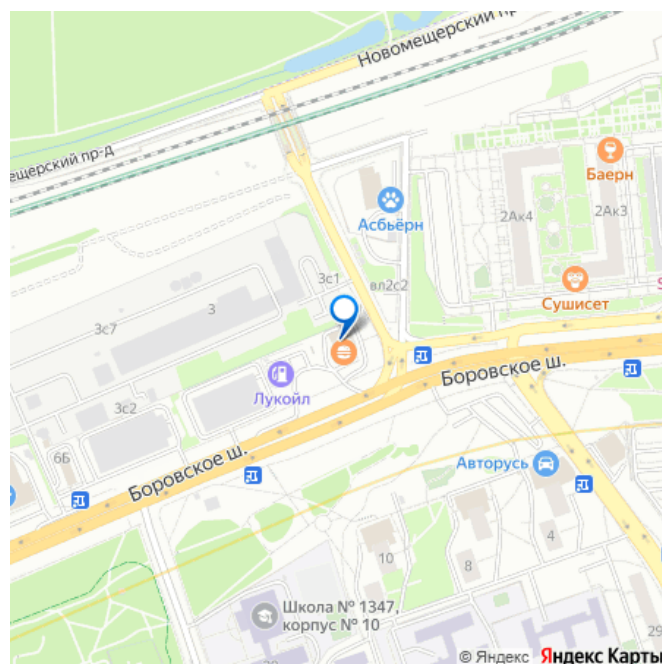 Новомещерский пр
ещерский пр-д
Баерн
2Ак4
2Ак3
Асбьёрн
3с1
вл2с2
Сушисет
3
3с7
Лукойл
Боровское ш.
3с2
6Б
Боровское ш.
Авторусь
4
10
8
Школа № 1347,
корпус № 10
29
© Яндекс Яндекс Карты